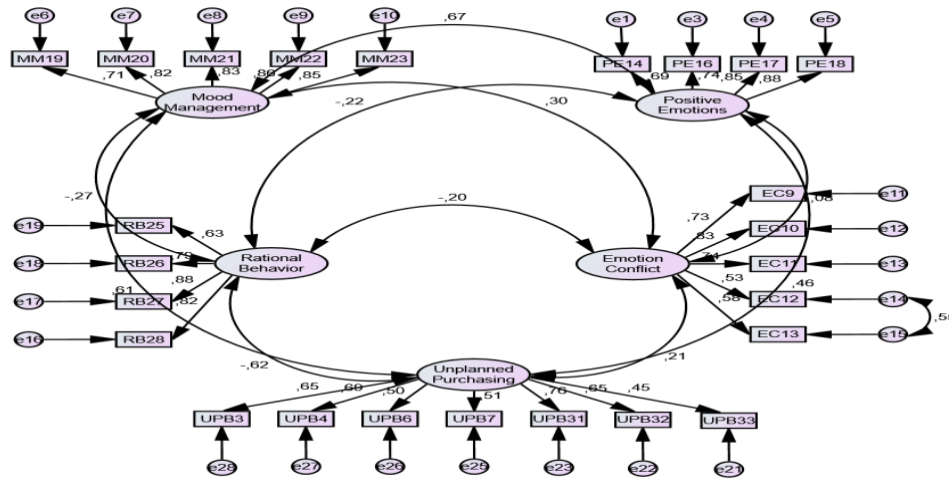 e6 e7 e8 e9 e10 ,67 e1 e3 e4 e5
MM19 MM20 MM21 MM22 MM23 PE14 PE16 PE17 PE18
,71 ,82 ,83 ,85 ,69 ,74 ,85 ,88
Mood
Management
-,22 ,30
Positive
Emotions
-,27 -,20
EC9 e11
,73
e19 RB25 ,63
EC10 e12
,83
e18 RB26
Rational
Behavior
Emotion
Conflict
EC11 e13
,61 e17 RB27 ,88 ,82
,53 ,46 EC12 e14
,58
e16 RB28
EC13 e15
-,62 ,21
Unplanned
Purchasing
,65 ,60 ,50 ,51 ,76 ,65 ,45
UPB3 UPB4 UPB6 UPB7 UPB31 UPB32 UPB33
e28 e27 e26 e25 e23 e22 e21